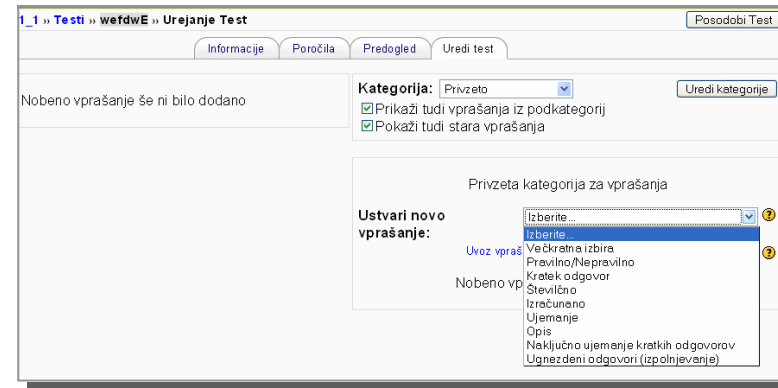 1_1 » Testi » wefdwE » Urejanje Test
Posodobi Test
Informacije Poročila Predogled Uredi test
Nobeno vprašanje še ni bilo dodano
Kategorija: Privzeto
Uredi kategorije
Prikaži tudi vprašanja iz podkategorij
Pokaži tudi stara vprašanja
Privzeta kategorija za vprašanja
Ustvari novo vprašanje:
Izberite...
Izberite...
Večkratna izbira
Pravilno/Nepravilno
Kratek odgovor
Številčno
Izračunano
Ujemanje
Opis
Naključno ujemanje kratkih odgovorov
Ugnezdeni odgovori (izpolnjevanje)
Uvoz vpraš
Nobeno vp